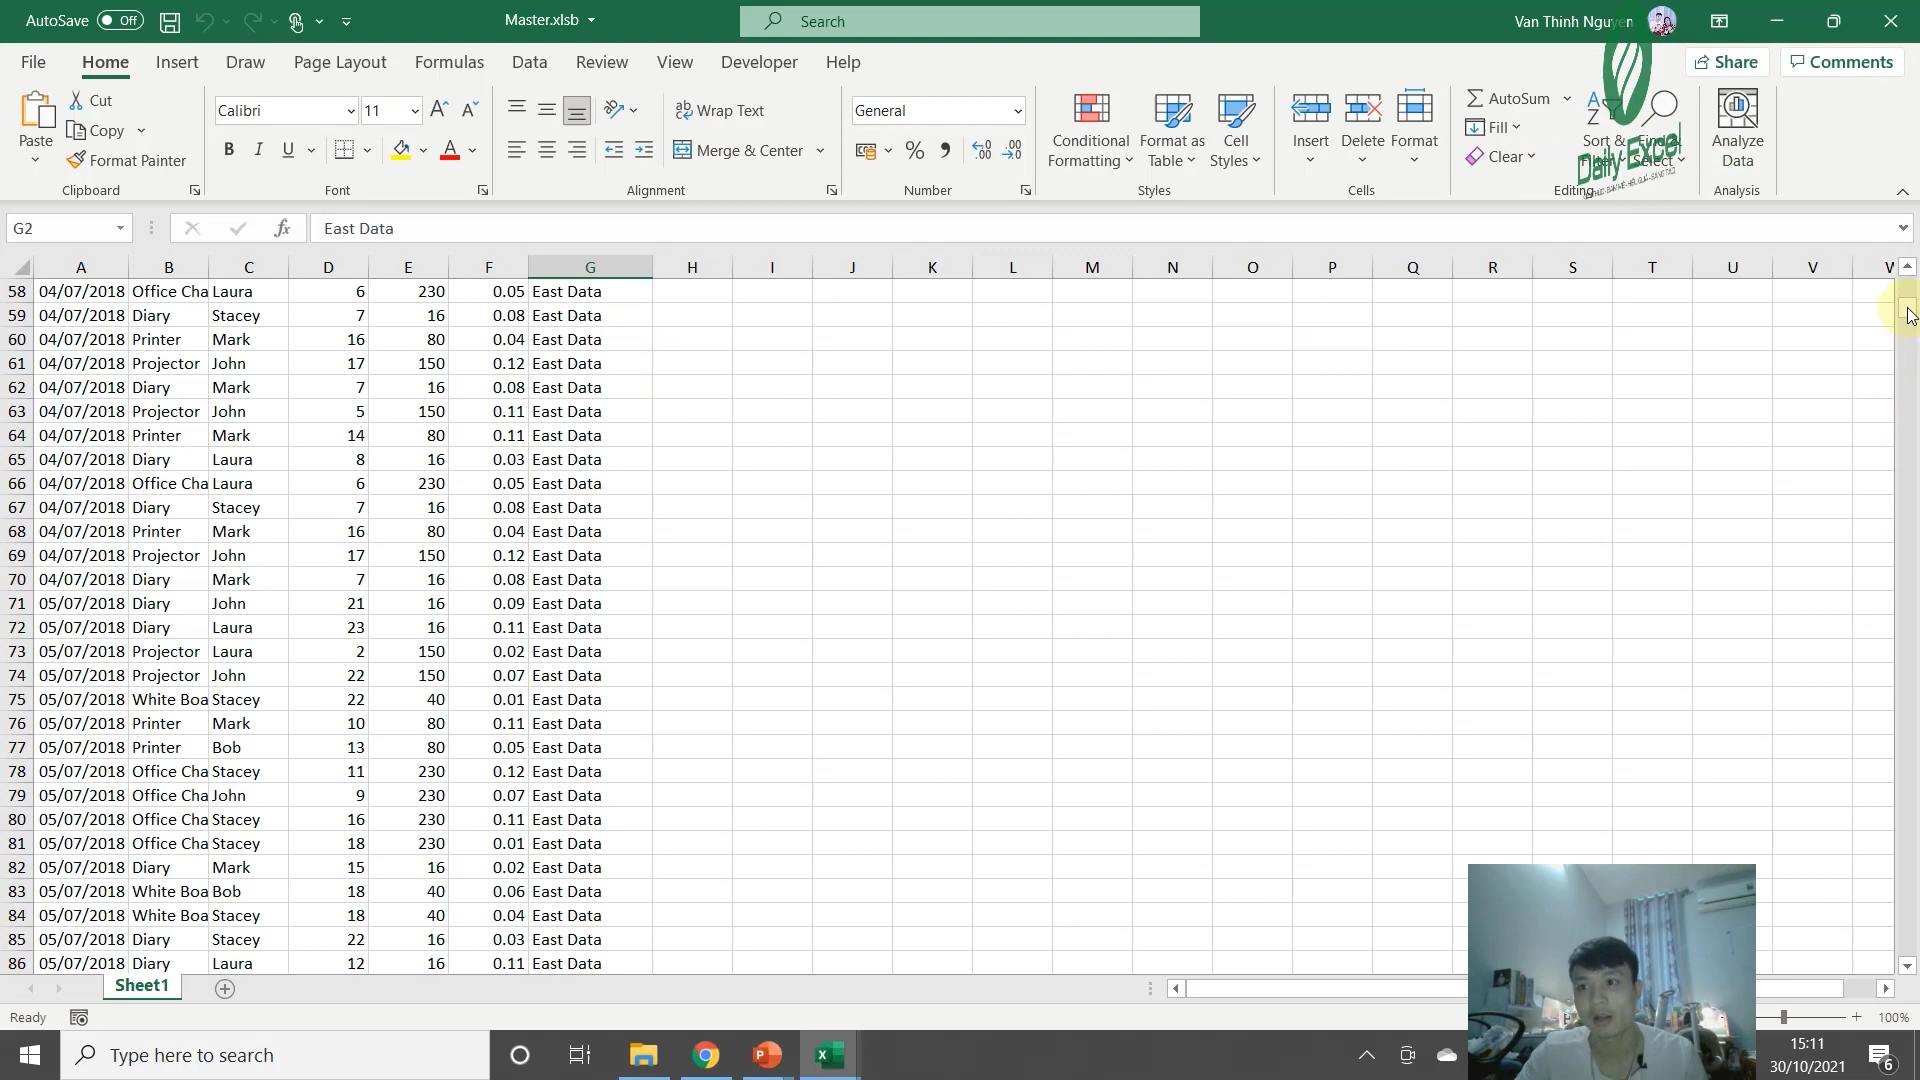 AutoSave Off Master.xlsb Search Van Thinh Nguyen
File Home Insert Draw Page Layout Formulas Data Review View Developer Help Share Comments
Paste Cut Copy Format Painter Clipboard
Calibri 11 B I U A Font
Wrap Text Merge & Center Alignment
General % Number
Conditional Formatting Format as Table Cell Styles Styles
Insert Delete Format Cells
AutoSum Fill Clear Sort & Filter Find & Select Editing
Analyze Data Analysis
Daily Excel
G2 fx East Data
A B C D E F G H I J K L M N O P Q R S T U V W
58 04/07/2018 Office Cha Laura 6 230 0.05 East Data
59 04/07/2018 Diary Stacey 7 16 0.08 East Data
60 04/07/2018 Printer Mark 16 80 0.04 East Data
61 04/07/2018 Projector John 17 150 0.12 East Data
62 04/07/2018 Diary Mark 7 16 0.08 East Data
63 04/07/2018 Projector John 5 150 0.11 East Data
64 04/07/2018 Printer Mark 14 80 0.11 East Data
65 04/07/2018 Diary Laura 8 16 0.03 East Data
66 04/07/2018 Office Cha Laura 6 230 0.05 East Data
67 04/07/2018 Diary Stacey 7 16 0.08 East Data
68 04/07/2018 Printer Mark 16 80 0.04 East Data
69 04/07/2018 Projector John 17 150 0.12 East Data
70 04/07/2018 Diary Mark 7 16 0.08 East Data
71 05/07/2018 Diary John 21 16 0.09 East Data
72 05/07/2018 Diary Laura 23 16 0.11 East Data
73 05/07/2018 Projector Laura 2 150 0.02 East Data
74 05/07/2018 Projector John 22 150 0.07 East Data
75 05/07/2018 White Boa Stacey 22 40 0.01 East Data
76 05/07/2018 Printer Mark 10 80 0.11 East Data
77 05/07/2018 Printer Bob 13 80 0.05 East Data
78 05/07/2018 Office Cha Stacey 11 230 0.12 East Data
79 05/07/2018 Office Cha John 9 230 0.07 East Data
80 05/07/2018 Office Cha Stacey 16 230 0.11 East Data
81 05/07/2018 Office Cha Stacey 18 230 0.01 East Data
82 05/07/2018 Diary Mark 15 16 0.02 East Data
83 05/07/2018 White Boa Bob 18 40 0.06 East Data
84 05/07/2018 White Boa Stacey 18 40 0.04 East Data
85 05/07/2018 Diary Stacey 22 16 0.03 East Data
86 05/07/2018 Diary Laura 12 16 0.11 East Data
Sheet1
Ready 100%
Type here to search 15:11
30/10/2021 6